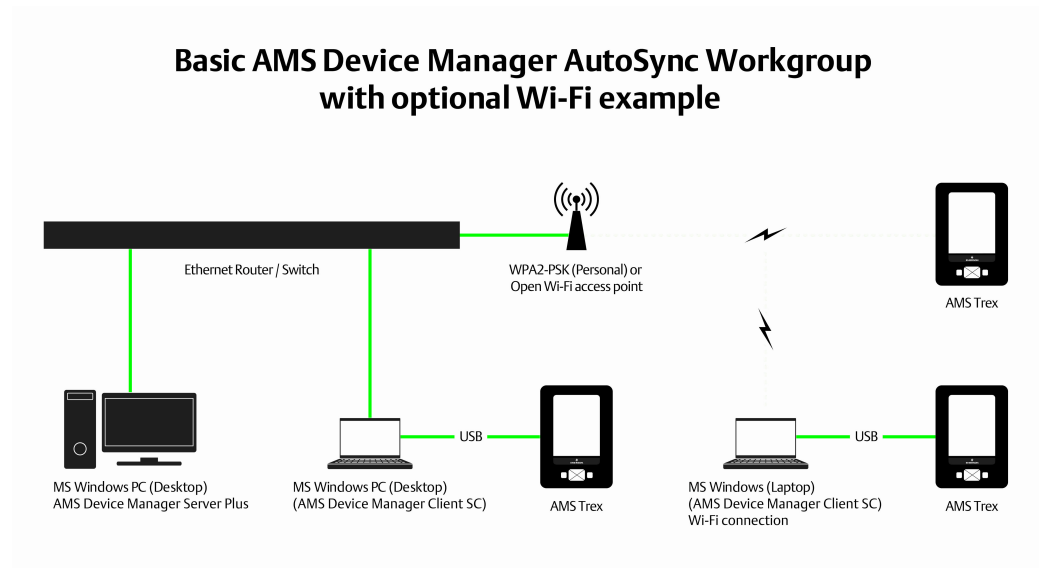 Basic AMS Device Manager AutoSync Workgroup
with optional Wi-Fi example
Ethernet Router / Switch
WPA2-PSK (Personal) or
Open Wi-Fi access point
AMS Trex
USB
USB
MS Windows PC (Desktop)
AMS Device Manager Server Plus
MS Windows PC (Desktop)
(AMS Device Manager Client SC)
AMS Trex
MS Windows (Laptop)
(AMS Device Manager Client SC)
Wi-Fi connection
AMS Trex